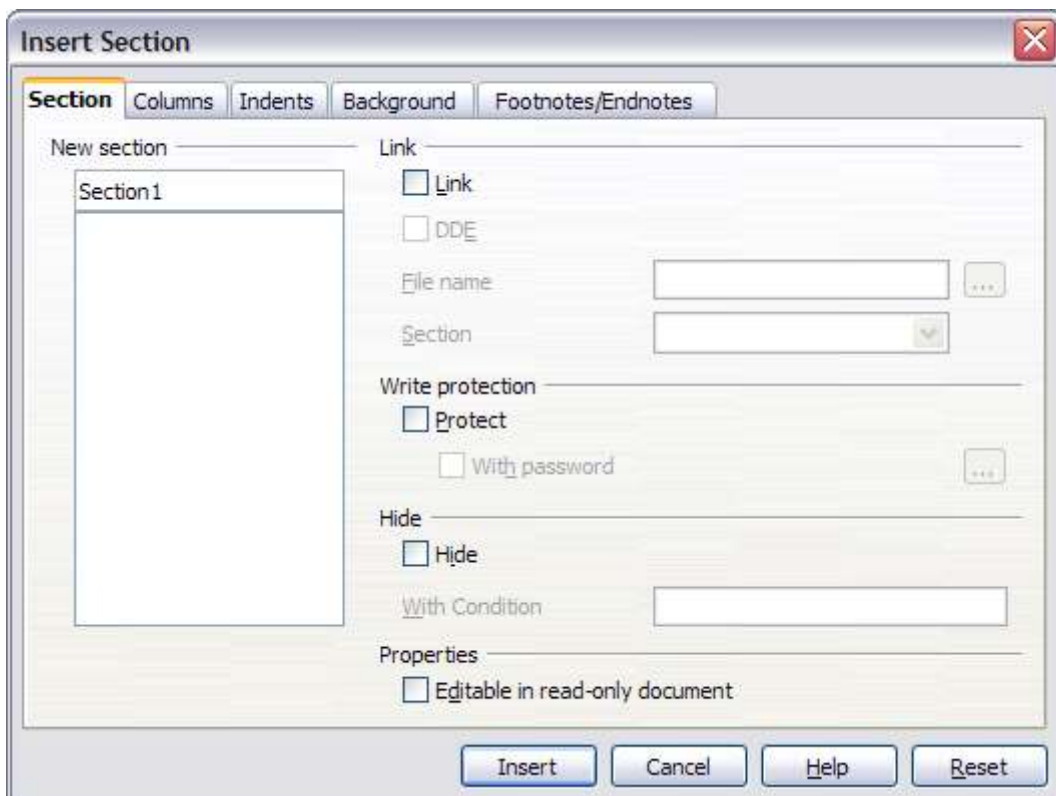 Insert Section
Section Columns Indents Background Footnotes/Endnotes
New section
Section1
Link
Link
DDE
File name ...
Section
Write protection
Protect
With password ...
Hide
Hide
With Condition
Properties
Editable in read-only document
Insert Cancel Help Reset